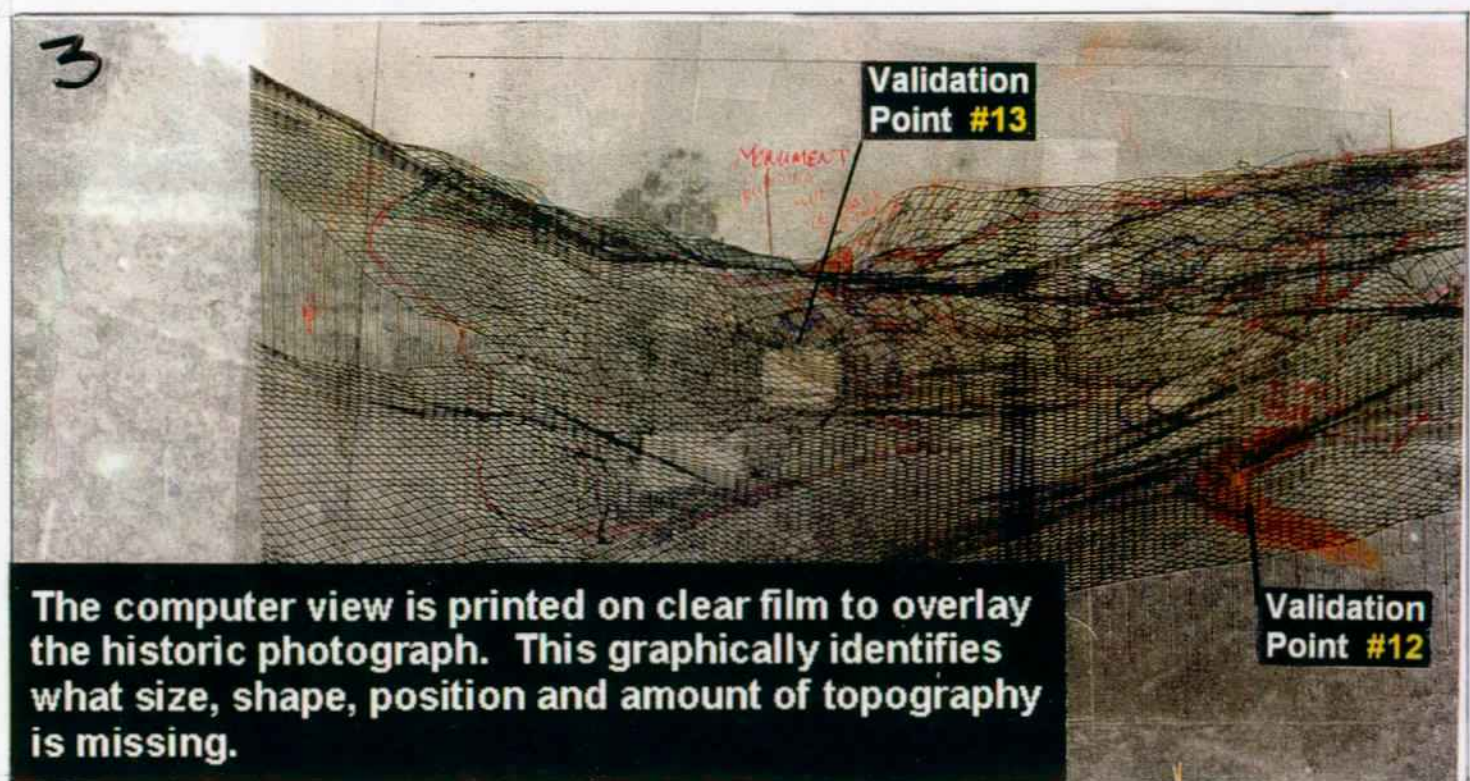 3
Validation
Point #13
MONUMENT
The computer view is printed on clear film to overlay
the historic photograph. This graphically identifies
what size, shape, position and amount of topography
is missing.
Validation
Point #12